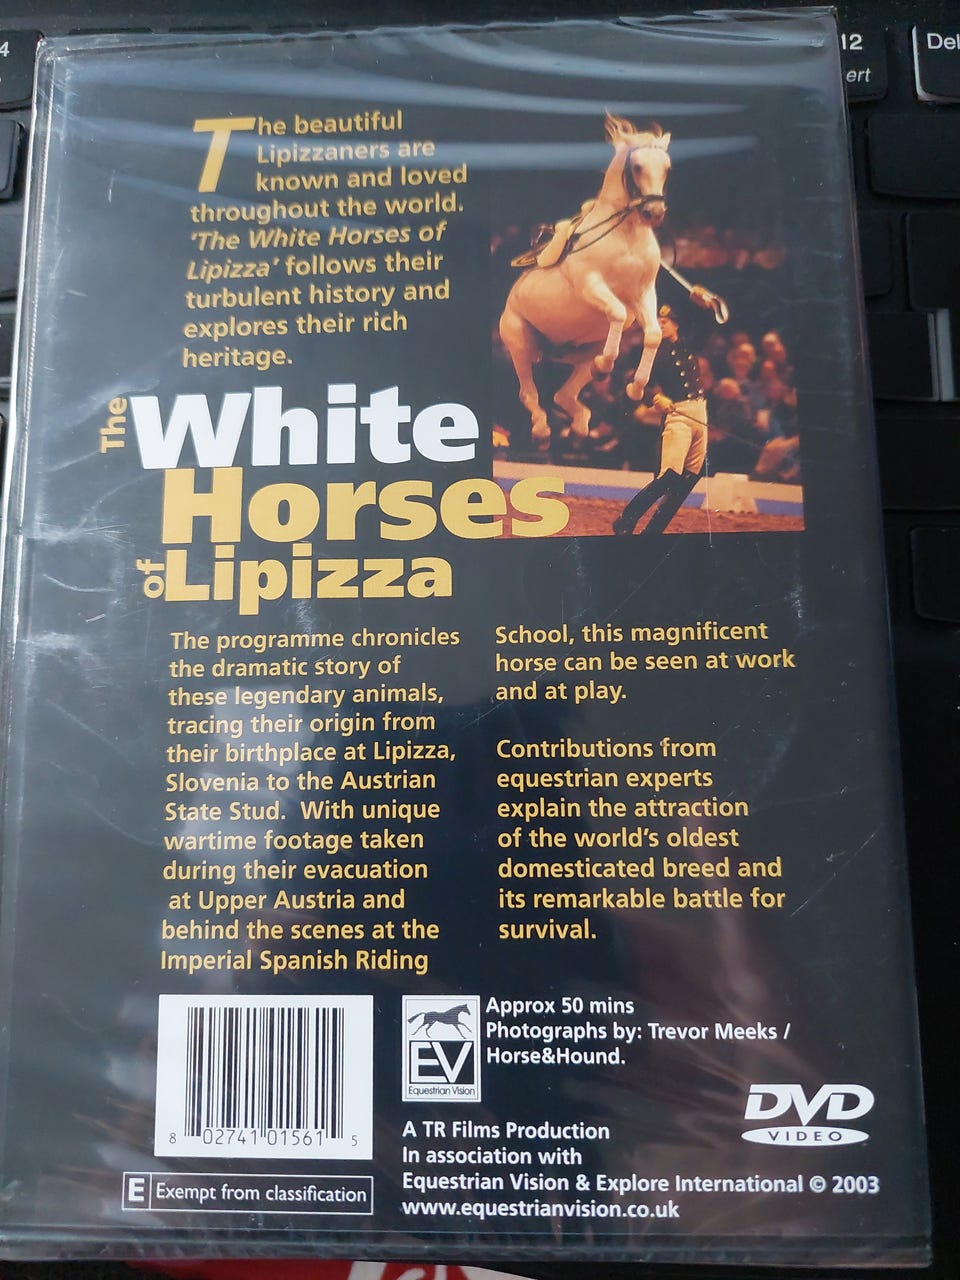 4
12
ert
Del
The beautiful
Lipizzaners are
known and loved
throughout the world.
'The White Horses of
Lipizza' follows their
turbulent history and
explores their rich
heritage.
The White
Horses
of Lipizza
The programme chronicles
the dramatic story of
these legendary animals,
tracing their origin from
their birthplace at Lipizza,
Slovenia to the Austrian
State Stud. With unique
wartime footage taken
during their evacuation
at Upper Austria and
behind the scenes at the
Imperial Spanish Riding
School, this magnificent
horse can be seen at work
and at play.
Contributions from
equestrian experts
explain the attraction
of the world's oldest
domesticated breed and
its remarkable battle for
survival.
8 02741 01561 5
E Exempt from classification
EV
Equestrian Vision
Approx 50 mins
Photographs by: Trevor Meeks /
Horse&Hound.
A TR Films Production
In association with
Equestrian Vision & Explore International © 2003
www.equestrianvision.co.uk
DVD
VIDEO